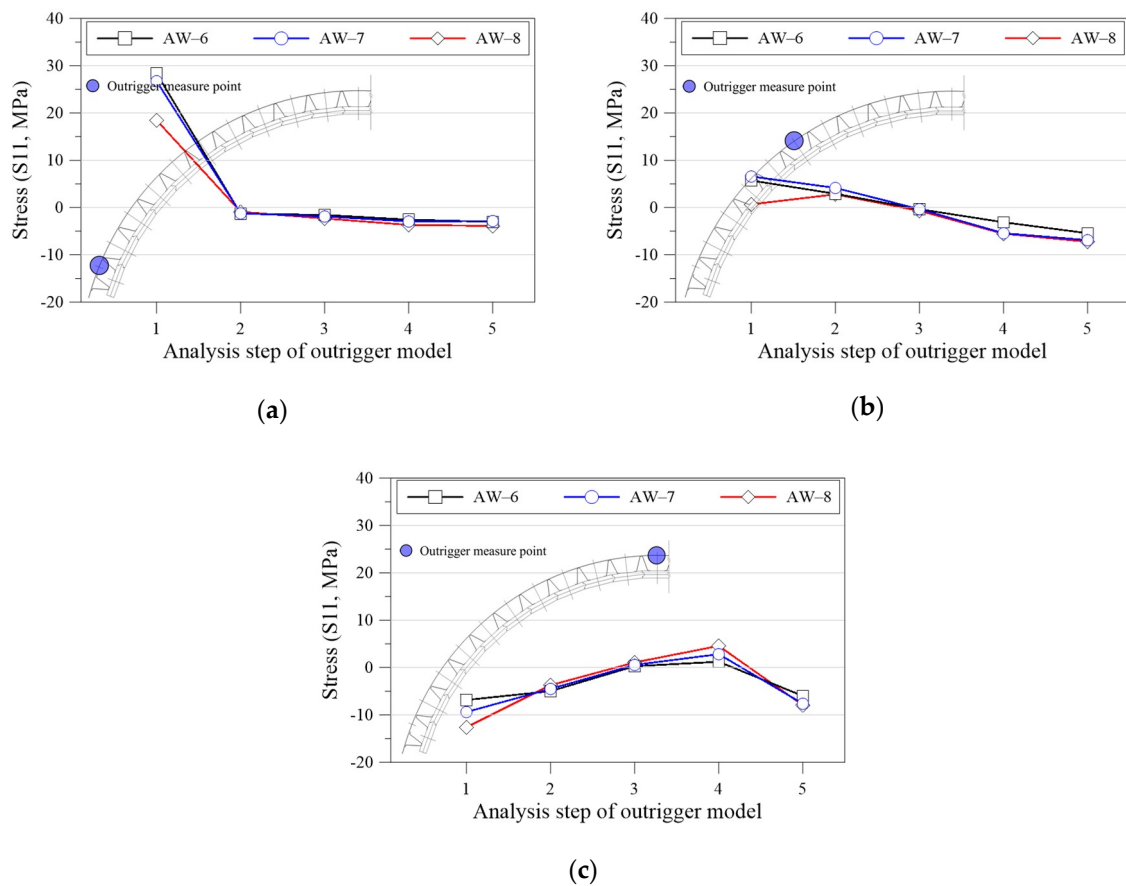 40
30
20
10
0
-10
-20
Stress (S11, MPa)
AW–6 AW–7 AW–8
Outrigger measure point
1 2 3 4 5
Analysis step of outrigger model
(a)
40
30
20
10
0
-10
-20
Stress (S11, MPa)
AW–6 AW–7 AW–8
Outrigger measure point
1 2 3 4 5
Analysis step of outrigger model
(b)
40
30
20
10
0
-10
-20
Stress (S11, MPa)
AW–6 AW–7 AW–8
Outrigger measure point
1 2 3 4 5
Analysis step of outrigger model
(c)